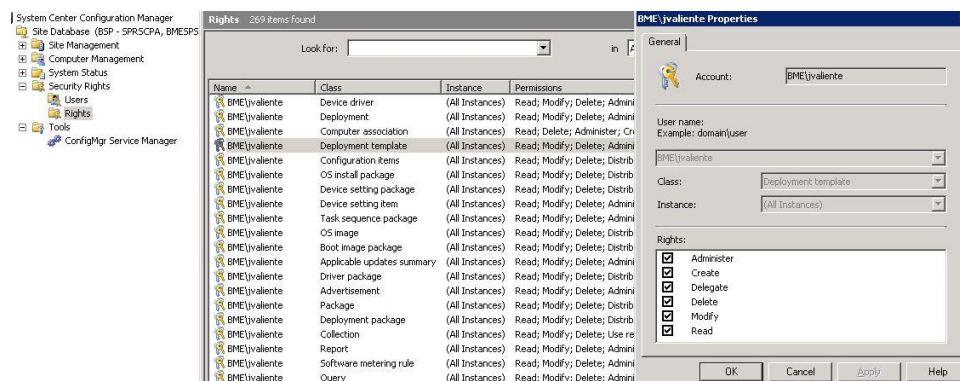 System Center Configuration Manager
Site Database (BSP - SPRSCPA, BMESPS
Site Management
Computer Management
System Status
Security Rights
Users
Rights
Tools
ConfigMgr Service Manager
Rights 269 items found
Look for: in
Name Class Instance Permissions
BME\jvaliente Device driver (All Instances) Read; Modify; Delete; Admini
BME\jvaliente Deployment (All Instances) Read; Modify; Delete; Admini
BME\jvaliente Computer association (All Instances) Read; Delete; Administer; Cr
BME\jvaliente Deployment template (All Instances) Read; Modify; Delete; Admini
BME\jvaliente Configuration items (All Instances) Read; Modify; Delete; Distrib
BME\jvaliente OS install package (All Instances) Read; Modify; Delete; Distrib
BME\jvaliente Device setting package (All Instances) Read; Modify; Delete; Distrib
BME\jvaliente Device setting item (All Instances) Read; Modify; Delete; Admini
BME\jvaliente Task sequence package (All Instances) Read; Modify; Delete; Admini
BME\jvaliente OS image (All Instances) Read; Modify; Delete; Distrib
BME\jvaliente Boot image package (All Instances) Read; Modify; Delete; Distrib
BME\jvaliente Applicable updates summary (All Instances) Read; Modify; Delete; Admini
BME\jvaliente Driver package (All Instances) Read; Modify; Delete; Distrib
BME\jvaliente Advertisement (All Instances) Read; Modify; Delete; Admini
BME\jvaliente Package (All Instances) Read; Modify; Delete; Distrib
BME\jvaliente Deployment package (All Instances) Read; Modify; Delete; Distrib
BME\jvaliente Collection (All Instances) Read; Modify; Delete; Use re
BME\jvaliente Report (All Instances) Read; Modify; Delete; Admini
BME\jvaliente Software metering rule (All Instances) Read; Modify; Delete; Admini
BME\jvaliente Query (All Instances) Read; Modify; Delete; Admini
BME\jvaliente Properties
General
Account: BME\jvaliente
User name:
Example: domain\user
BME\jvaliente
Class: Deployment template
Instance: (All Instances)
Rights:
Administer
Create
Delegate
Delete
Modify
Read
OK Cancel Apply Help